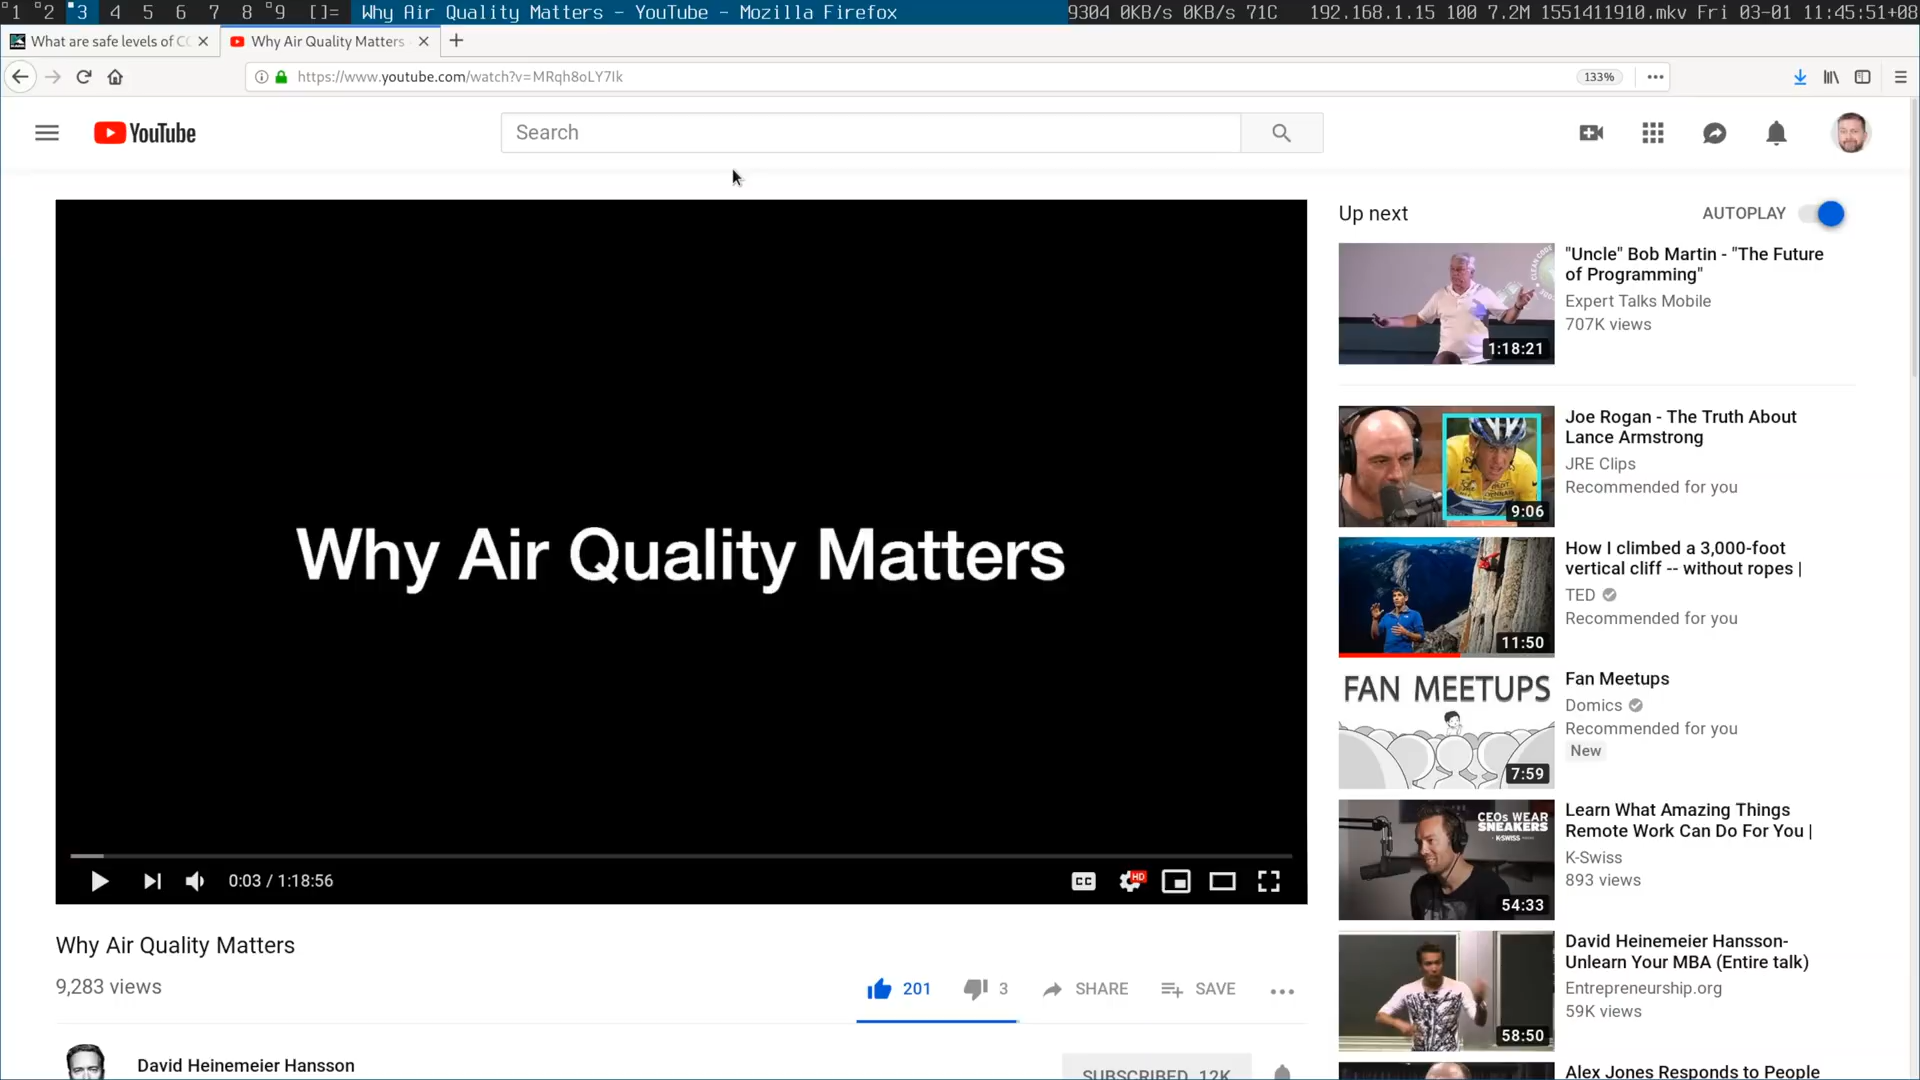 1 2 3 4 5 6 7 8 9 []= Why Air Quality Matters - YouTube - Mozilla Firefox 9304 0KB/s 0KB/s 71C 192.168.1.15 100 7.2M 1551411910.mkv Fri 03-01 11:45:51+08
What are safe levels of CC
Why Air Quality Matters
https://www.youtube.com/watch?v=MRqh8oLY7Ik
133%
YouTube
Search
Why Air Quality Matters
0:03 / 1:18:56
CC
HD
Why Air Quality Matters
9,283 views
201
3
SHARE
SAVE
David Heinemeier Hansson
SUBSCRIBED 12K
Up next
AUTOPLAY
1:18:21
"Uncle" Bob Martin - "The Future
of Programming"
Expert Talks Mobile
707K views
9:06
Joe Rogan - The Truth About
Lance Armstrong
JRE Clips
Recommended for you
11:50
How I climbed a 3,000-foot
vertical cliff -- without ropes |
TED
Recommended for you
FAN MEETUPS
7:59
Fan Meetups
Domics
Recommended for you
New
CEOs WEAR
SNEAKERS
K-SWISS
54:33
Learn What Amazing Things
Remote Work Can Do For You |
K-Swiss
893 views
58:50
David Heinemeier Hansson-
Unlearn Your MBA (Entire talk)
Entrepreneurship.org
59K views
Alex Jones Responds to People